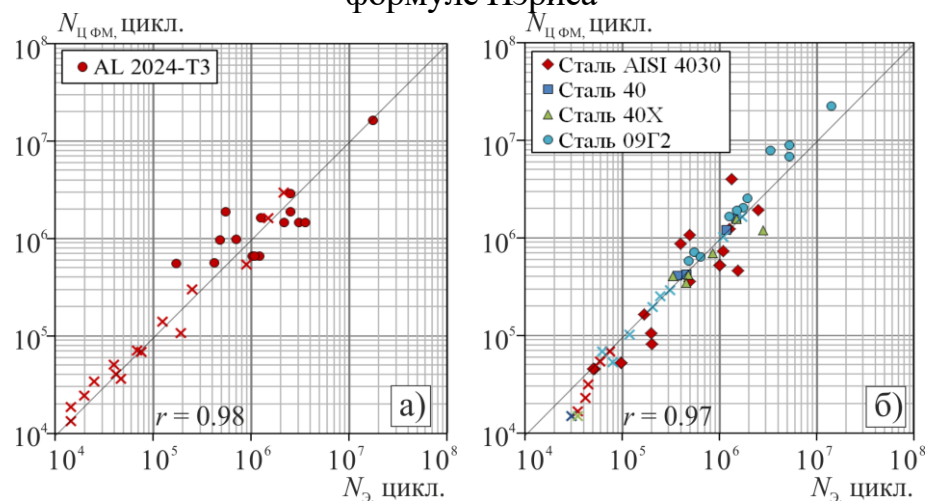 формуле Пэриса
N_Ц ФМ, цикл.
10^8
10^7
10^6
10^5
10^4
AL 2024-T3
r = 0.98
а)
10^4 10^5 10^6 10^7 10^8
N_Э, цикл.
N_Ц ФМ, цикл.
10^8
10^7
10^6
10^5
10^4
Сталь AISI 4030
Сталь 40
Сталь 40Х
Сталь 09Г2
r = 0.97
б)
10^4 10^5 10^6 10^7 10^8
N_Э, цикл.